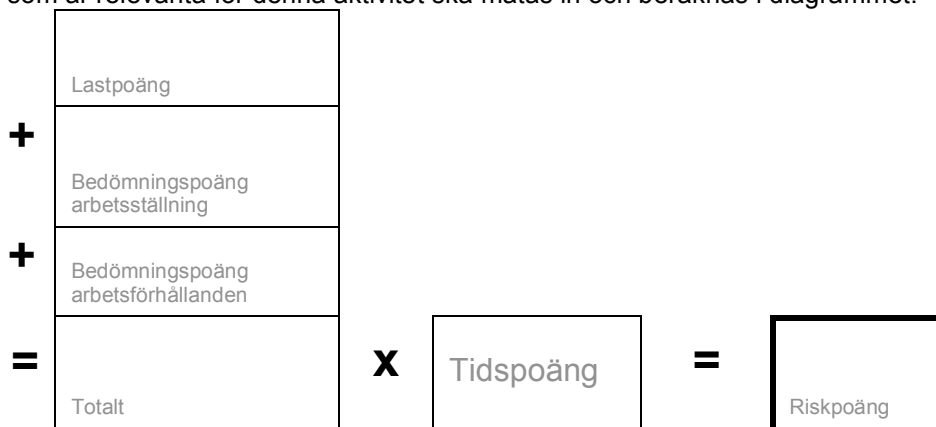 som är relevanta för denna aktivitet ska matas in och beräknas i diagrammet.
Lastpoäng
+
Bedömningspoäng
arbetsställning
+
Bedömningspoäng
arbetsförhållanden
= Totalt x Tidspoäng = Riskpoäng